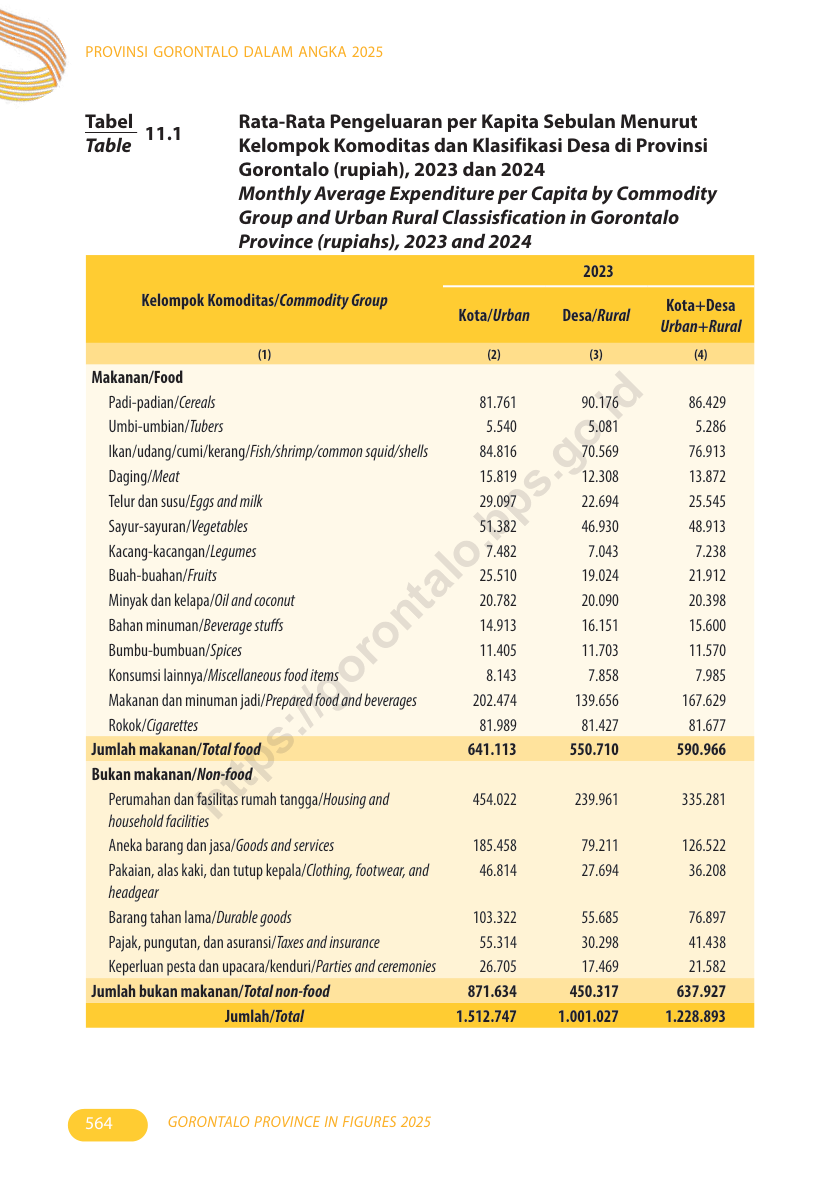 PROVINSI GORONTALO DALAM ANGKA 2025
Tabel
Table
11.1
Rata-Rata Pengeluaran per Kapita Sebulan Menurut
Kelompok Komoditas dan Klasifikasi Desa di Provinsi
Gorontalo (rupiah), 2023 dan 2024
Monthly Average Expenditure per Capita by Commodity
Group and Urban Rural Classisfication in Gorontalo
Province (rupiahs), 2023 and 2024
Kelompok Komoditas/Commodity Group
2023
Kota/Urban Desa/Rural Kota+Desa
Urban+Rural
(1) (2) (3) (4)
Makanan/Food
Padi-padian/Cereals 81.761 90.176 86.429
Umbi-umbian/Tubers 5.540 5.081 5.286
Ikan/udang/cumi/kerang/Fish/shrimp/common squid/shells 84.816 70.569 76.913
Daging/Meat 15.819 12.308 13.872
Telur dan susu/Eggs and milk 29.097 22.694 25.545
Sayur-sayuran/Vegetables 51.382 46.930 48.913
Kacang-kacangan/Legumes 7.482 7.043 7.238
Buah-buahan/Fruits 25.510 19.024 21.912
Minyak dan kelapa/Oil and coconut 20.782 20.090 20.398
Bahan minuman/Beverage stuffs 14.913 16.151 15.600
Bumbu-bumbuan/Spices 11.405 11.703 11.570
Konsumsi lainnya/Miscellaneous food items 8.143 7.858 7.985
Makanan dan minuman jadi/Prepared food and beverages 202.474 139.656 167.629
Rokok/Cigarettes 81.989 81.427 81.677
Jumlah makanan/Total food 641.113 550.710 590.966
Bukan makanan/Non-food
Perumahan dan fasilitas rumah tangga/Housing and 454.022 239.961 335.281
household facilities
Aneka barang dan jasa/Goods and services 185.458 79.211 126.522
Pakaian, alas kaki, dan tutup kepala/Clothing, footwear, and 46.814 27.694 36.208
headgear
Barang tahan lama/Durable goods 103.322 55.685 76.897
Pajak, pungutan, dan asuransi/Taxes and insurance 55.314 30.298 41.438
Keperluan pesta dan upacara/kenduri/Parties and ceremonies 26.705 17.469 21.582
Jumlah bukan makanan/Total non-food 871.634 450.317 637.927
Jumlah/Total 1.512.747 1.001.027 1.228.893
https://gorontalo.bps.go.id
564
GORONTALO PROVINCE IN FIGURES 2025